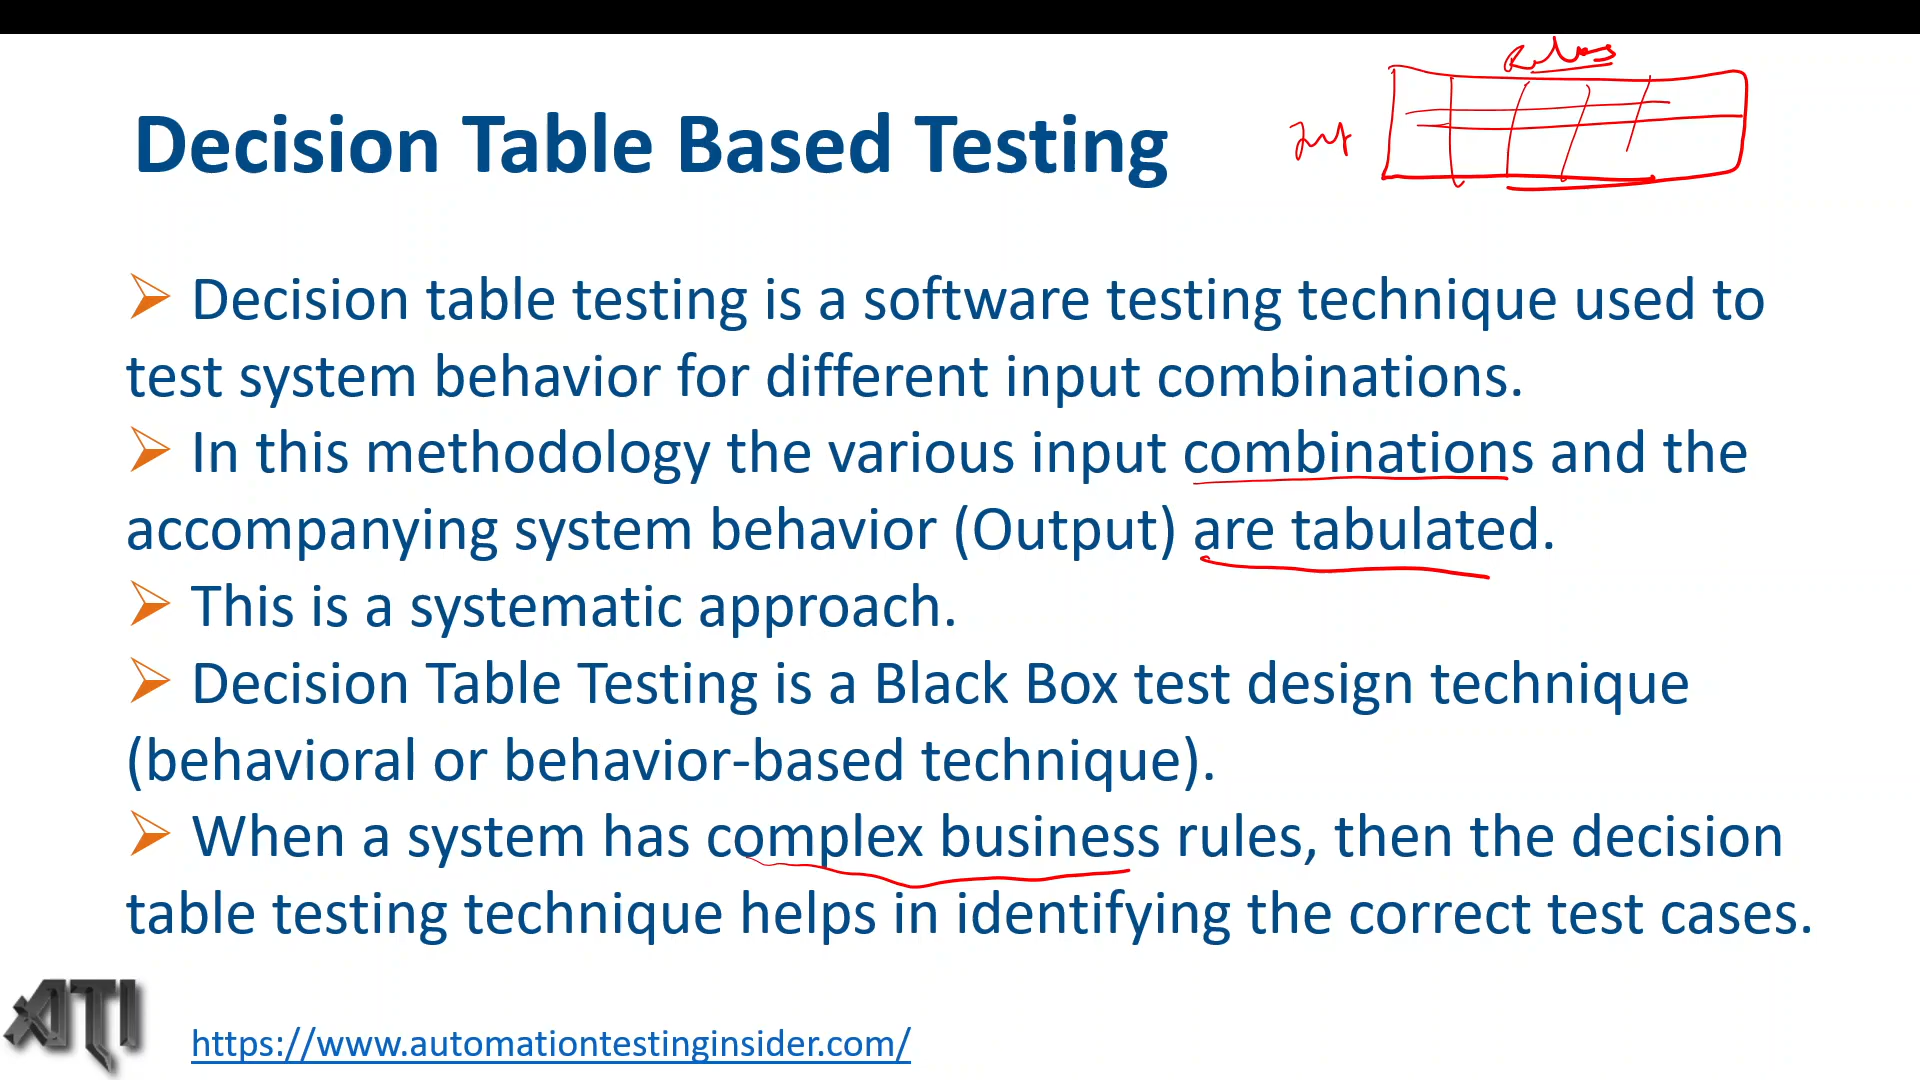 Rules
Decision Table Based Testing
➢ Decision table testing is a software testing technique used to
test system behavior for different input combinations.
➢ In this methodology the various input combinations and the
accompanying system behavior (Output) are tabulated.
➢ This is a systematic approach.
➢ Decision Table Testing is a Black Box test design technique
(behavioral or behavior-based technique).
➢ When a system has complex business rules, then the decision
table testing technique helps in identifying the correct test cases.
ATI
https://www.automationtestinginsider.com/